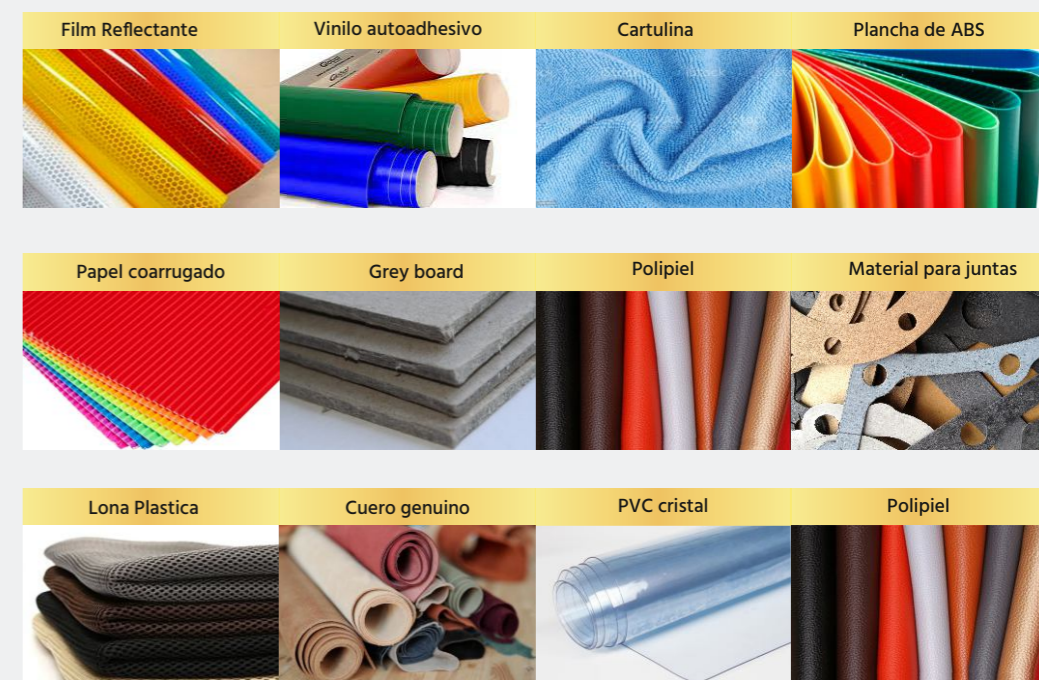 Film Reflectante
Vinilo autoadhesivo
Cartulina
Plancha de ABS
Papel coarrugado
Grey board
Polipiel
Material para juntas
Lona Plastica
Cuero genuino
PVC cristal
Polipiel